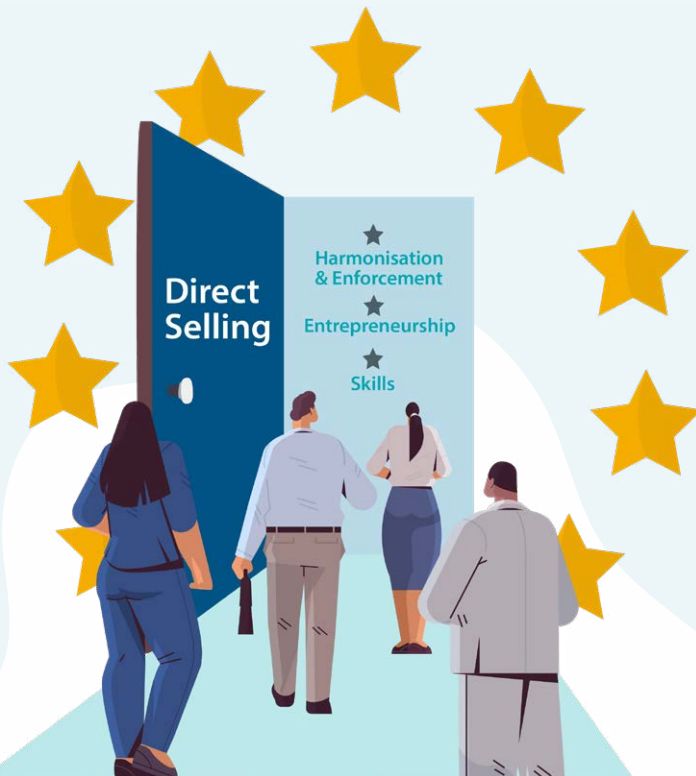 Direct
Selling
Harmonisation
& Enforcement
Entrepreneurship
Skills